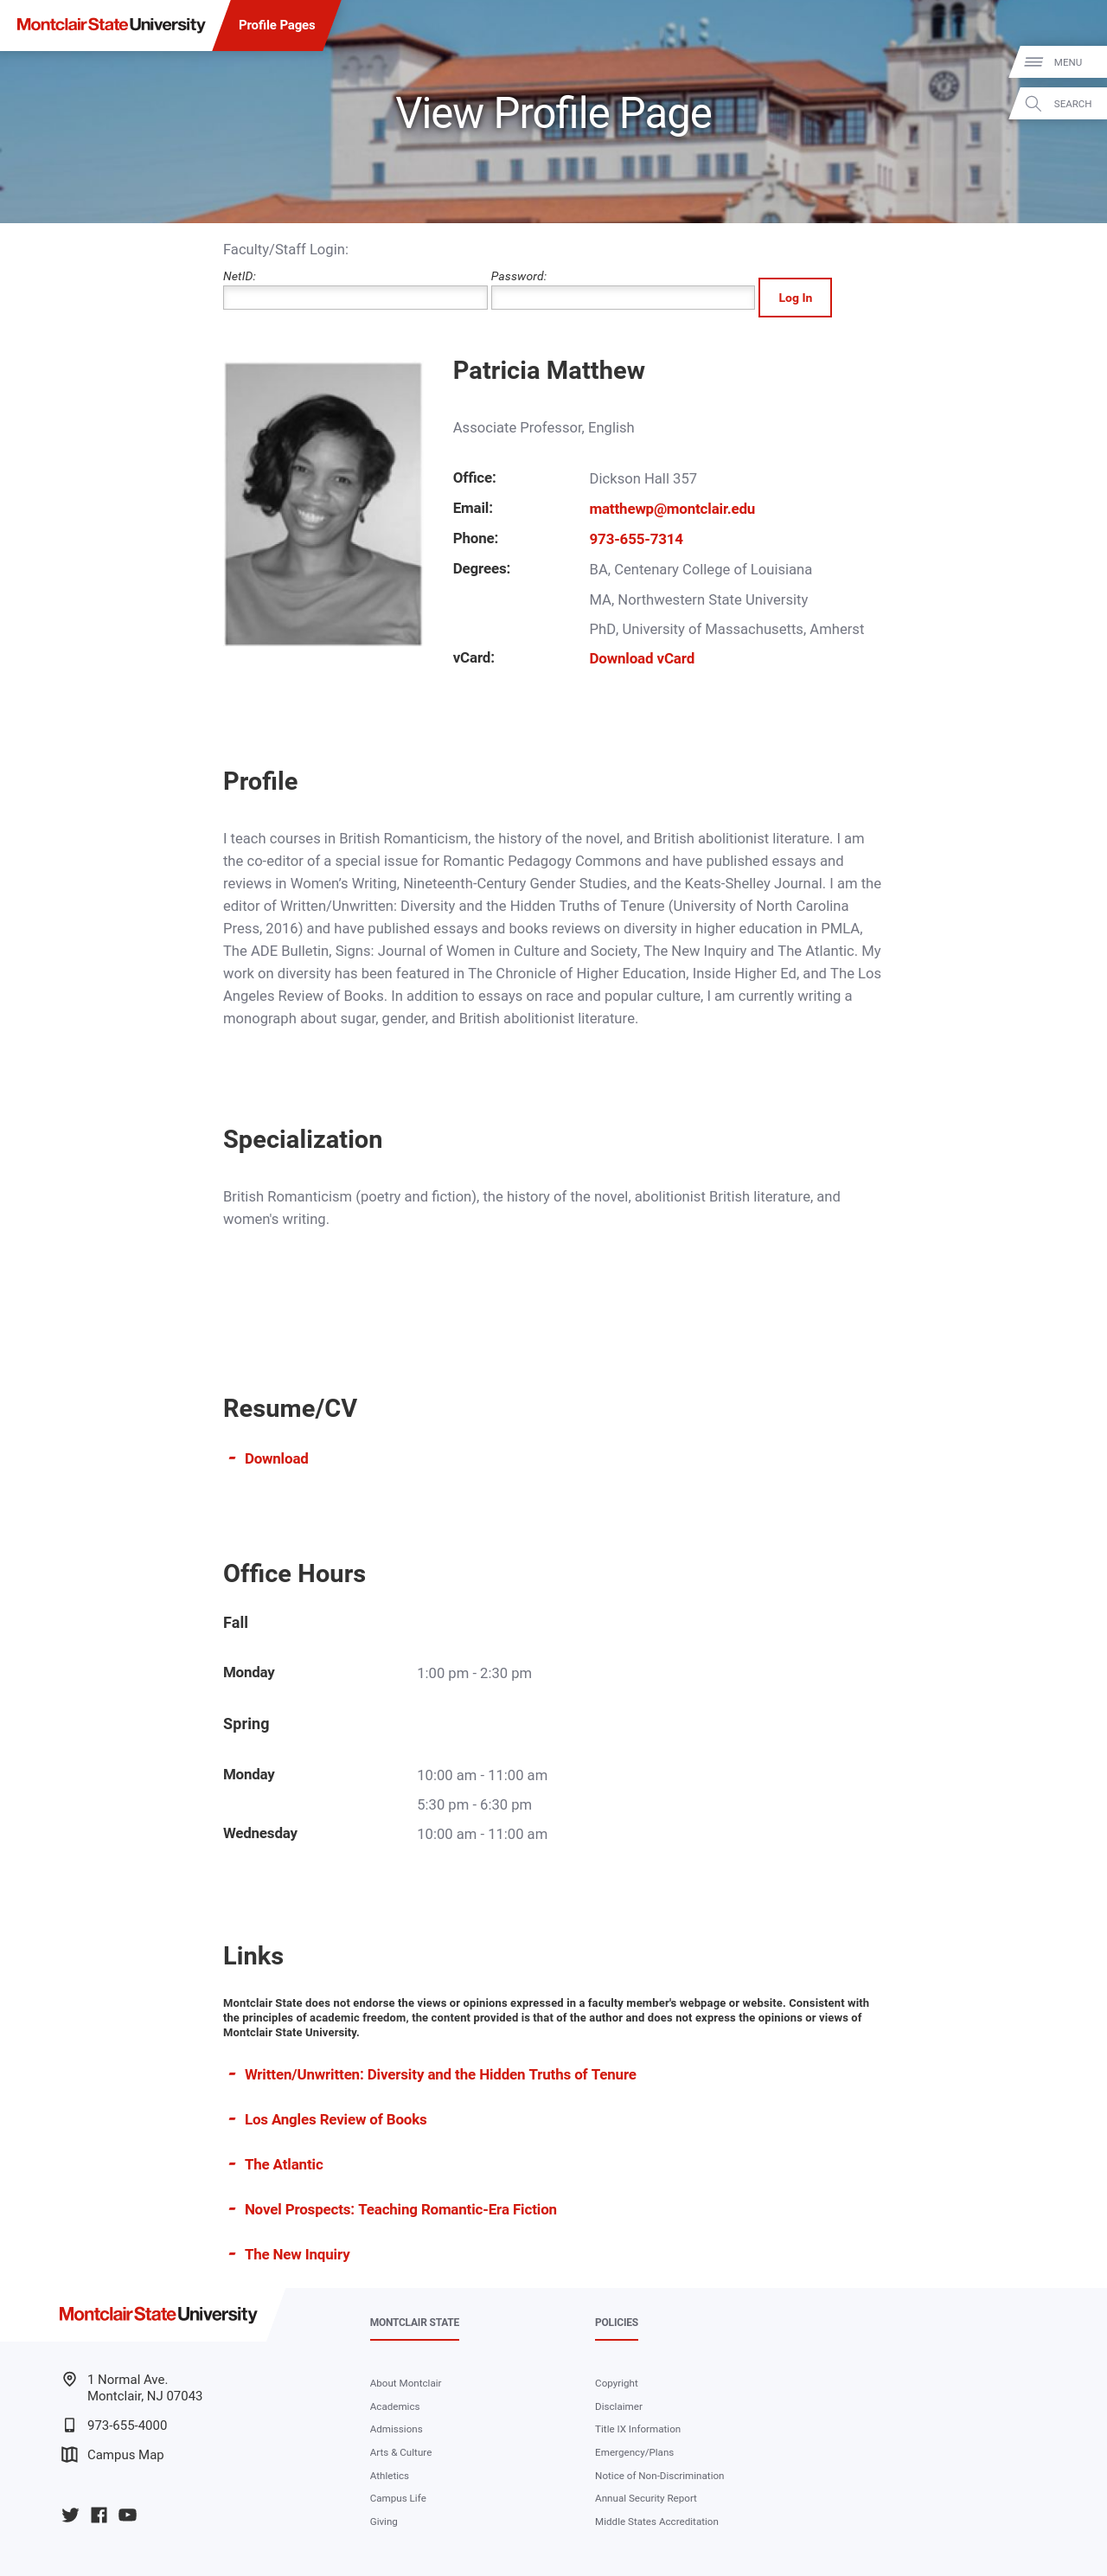 MontclairStateUniversity
Profile Pages
MENU
SEARCH
View Profile Page
Faculty/Staff Login:
NetID:
Password:
Log In
Patricia Matthew
Associate Professor, English
Office: Dickson Hall 357
Email: matthewp@montclair.edu
Phone: 973-655-7314
Degrees: BA, Centenary College of Louisiana
MA, Northwestern State University
PhD, University of Massachusetts, Amherst
vCard: Download vCard
Profile
I teach courses in British Romanticism, the history of the novel, and British abolitionist literature. I am
the co-editor of a special issue for Romantic Pedagogy Commons and have published essays and
reviews in Women’s Writing, Nineteenth-Century Gender Studies, and the Keats-Shelley Journal. I am the
editor of Written/Unwritten: Diversity and the Hidden Truths of Tenure (University of North Carolina
Press, 2016) and have published essays and books reviews on diversity in higher education in PMLA,
The ADE Bulletin, Signs: Journal of Women in Culture and Society, The New Inquiry and The Atlantic. My
work on diversity has been featured in The Chronicle of Higher Education, Inside Higher Ed, and The Los
Angeles Review of Books. In addition to essays on race and popular culture, I am currently writing a
monograph about sugar, gender, and British abolitionist literature.
Specialization
British Romanticism (poetry and fiction), the history of the novel, abolitionist British literature, and
women's writing.
Resume/CV
- Download
Office Hours
Fall
Monday 1:00 pm - 2:30 pm
Spring
Monday 10:00 am - 11:00 am
5:30 pm - 6:30 pm
Wednesday 10:00 am - 11:00 am
Links
Montclair State does not endorse the views or opinions expressed in a faculty member's webpage or website. Consistent with
the principles of academic freedom, the content provided is that of the author and does not express the opinions or views of
Montclair State University.
- Written/Unwritten: Diversity and the Hidden Truths of Tenure
- Los Angles Review of Books
- The Atlantic
- Novel Prospects: Teaching Romantic-Era Fiction
- The New Inquiry
MontclairStateUniversity
1 Normal Ave.
Montclair, NJ 07043
973-655-4000
Campus Map
MONTCLAIR STATE
About Montclair
Academics
Admissions
Arts & Culture
Athletics
Campus Life
Giving
POLICIES
Copyright
Disclaimer
Title IX Information
Emergency/Plans
Notice of Non-Discrimination
Annual Security Report
Middle States Accreditation